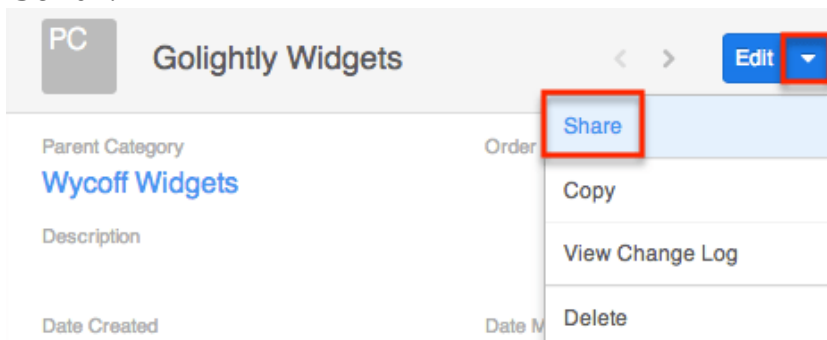 PC
Golightly Widgets
Edit
Share
Parent Category
Order
Wycoff Widgets
Copy
Description
View Change Log
Date Created
Date M
Delete